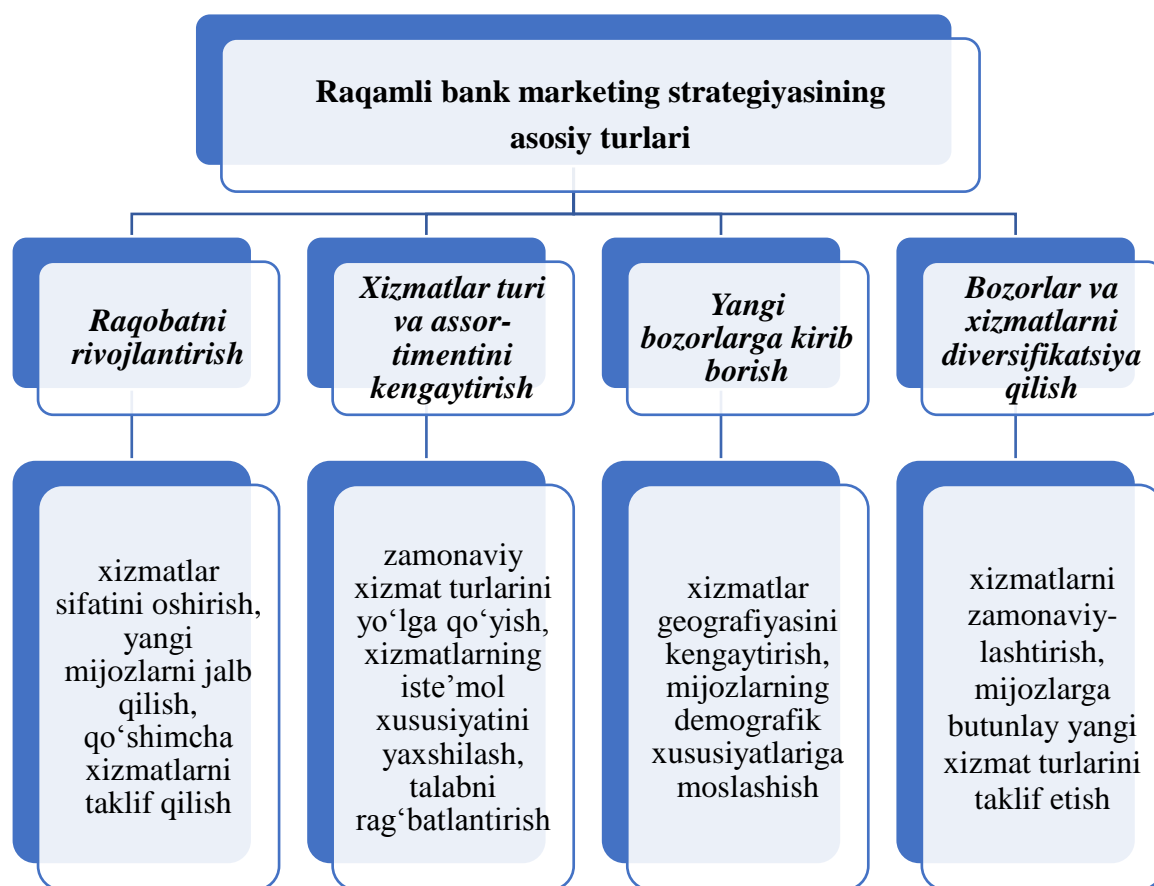 Raqamli bank marketing strategiyasining
asosiy turlari
Raqobatni
rivojlantirish
Xizmatlar turi
va assor-
timentini
kengaytirish
Yangi
bozorlarga kirib
borish
Bozorlar va
xizmatlarni
diversifikatsiya
qilish
xizmatlar
sifatini oshirish,
yangi
mijozlarni jalb
qilish,
qo‘shimcha
xizmatlarni
taklif qilish
zamonaviy
xizmat turlarini
yo‘lga qo‘yish,
xizmatlarning
iste’mol
xususiyatini
yaxshilash,
talabni
rag‘batlantirish
xizmatlar
geografiyasini
kengaytirish,
mijozlarning
demografik
xususiyatlariga
moslashish
xizmatlarni
zamonaviy-
lashtirish,
mijozlarga
butunlay yangi
xizmat turlarini
taklif etish